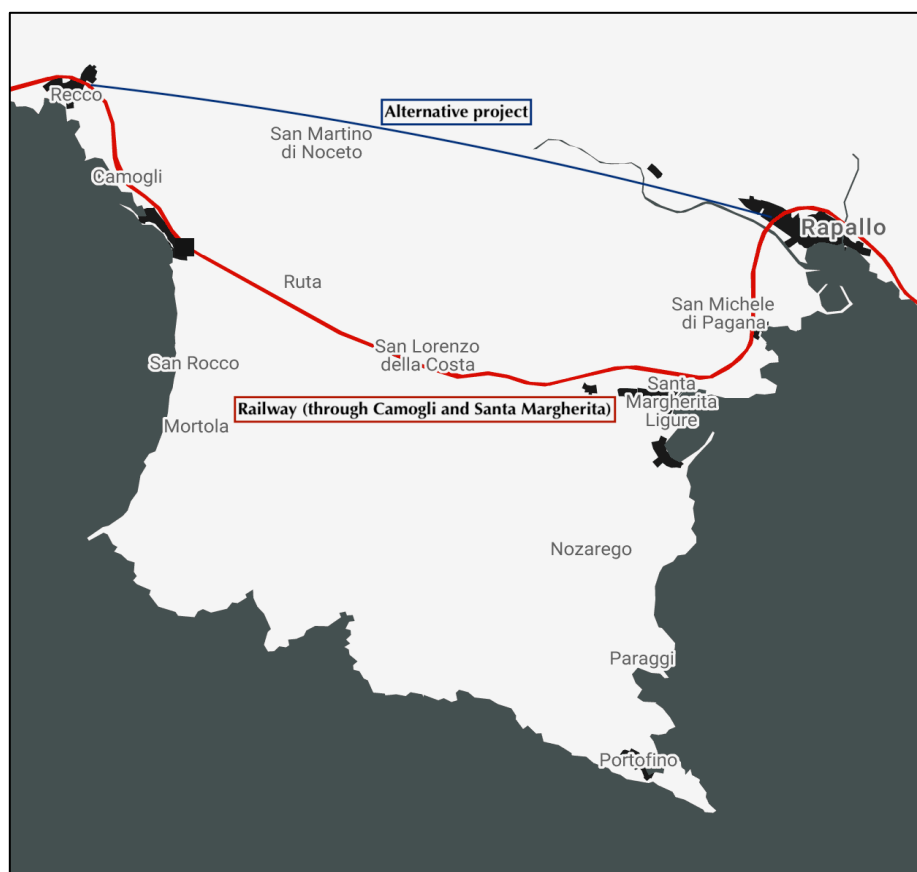 Recco
Alternative project
San Martino
di Noceto
Camogli
Rapallo
Ruta
San Michele
di Pagana
San Rocco
San Lorenzo
della Costa
Santa
Margherita
Ligure
Railway (through Camogli and Santa Margherita)
Mortola
Nozarego
Paraggi
Portofino